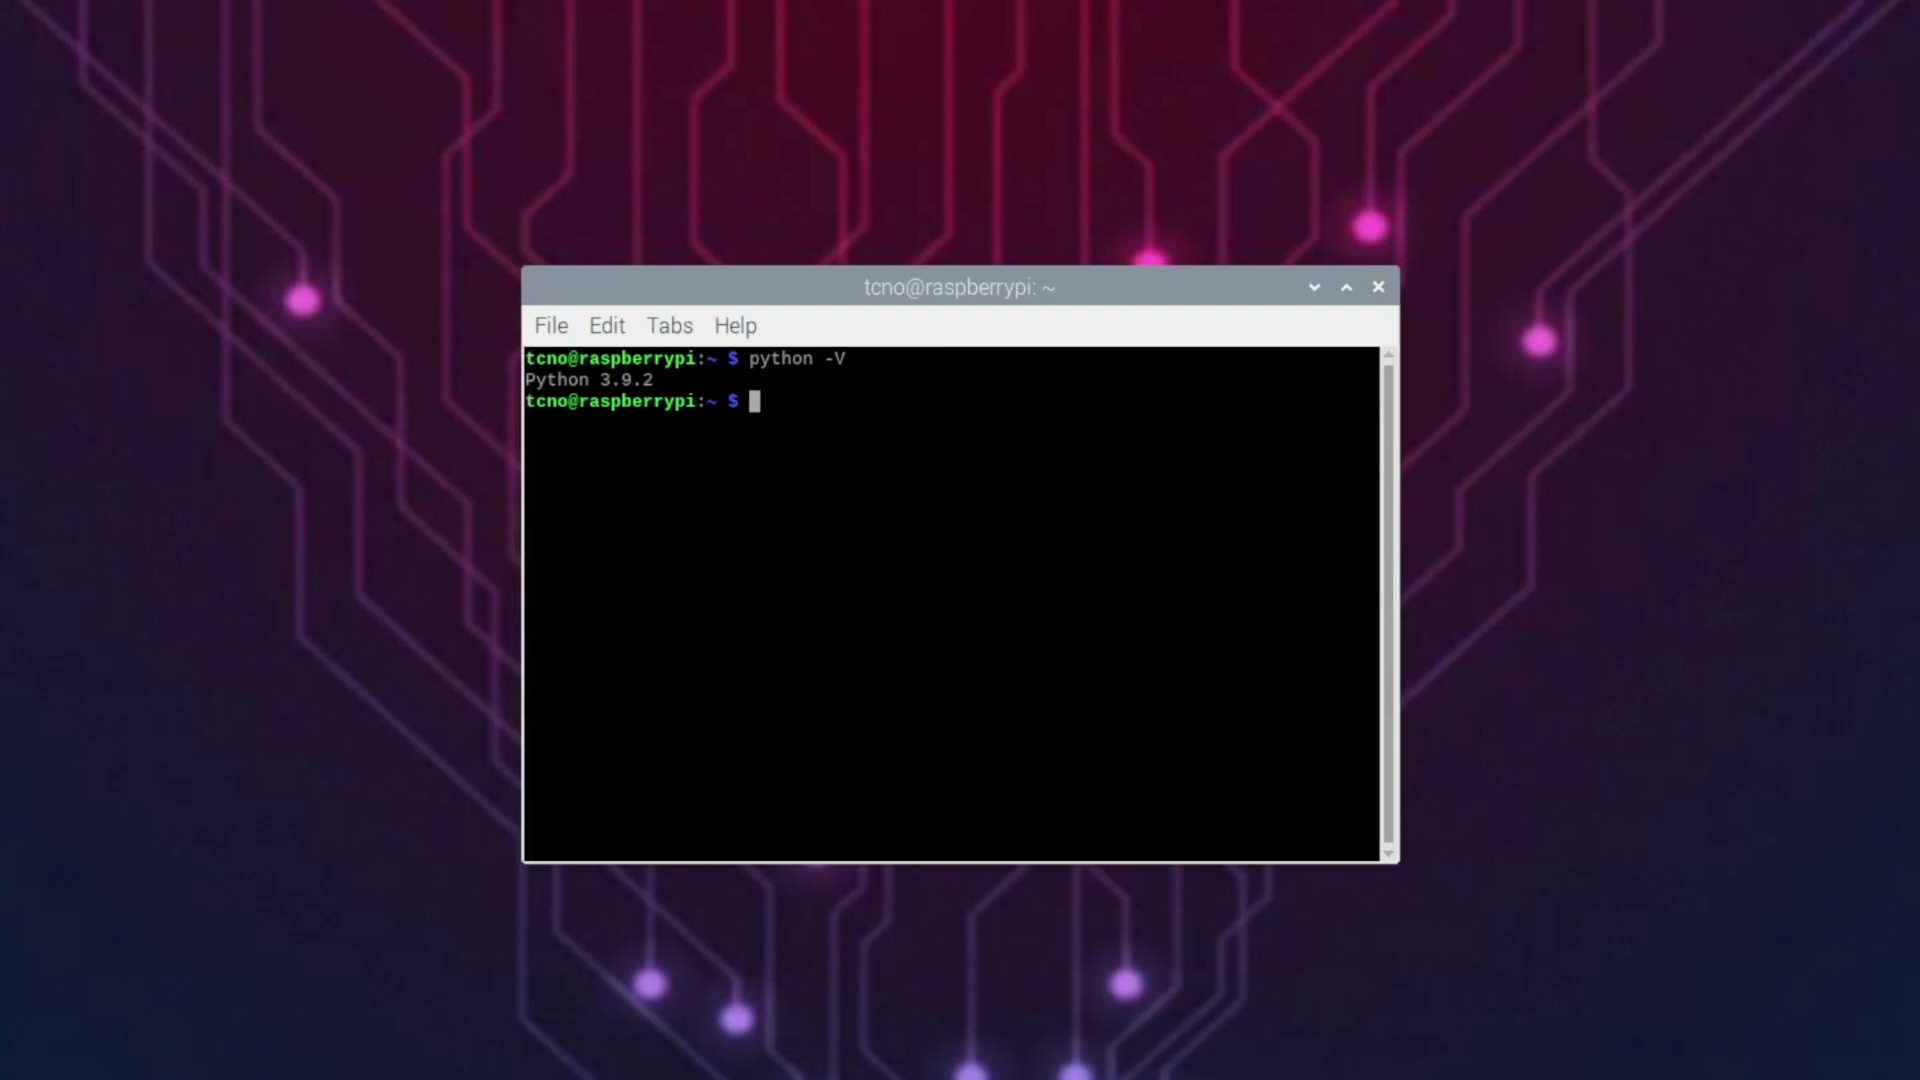 tcno@raspberrypi: ~
File Edit Tabs Help
tcno@raspberrypi:~ $ python -V
Python 3.9.2
tcno@raspberrypi:~ $